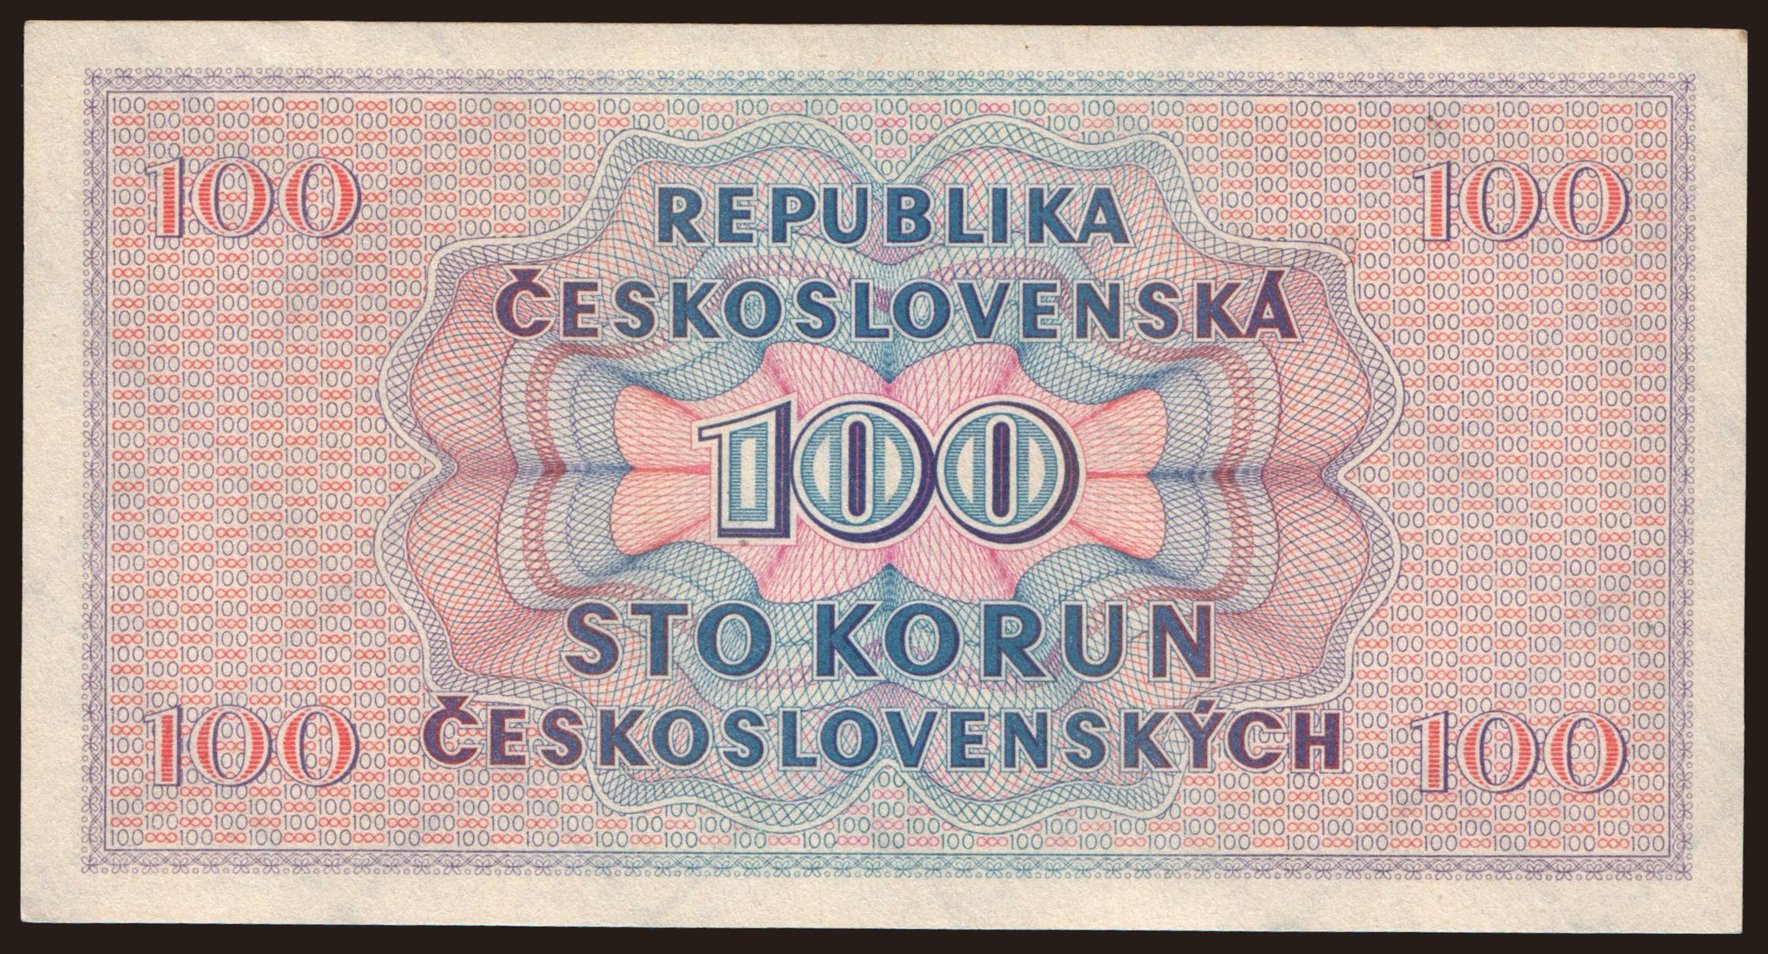 100 100
REPUBLIKA
ČESKOSLOVENSKÁ
100
STO KORUN
ČESKOSLOVENSKÝCH
100 100